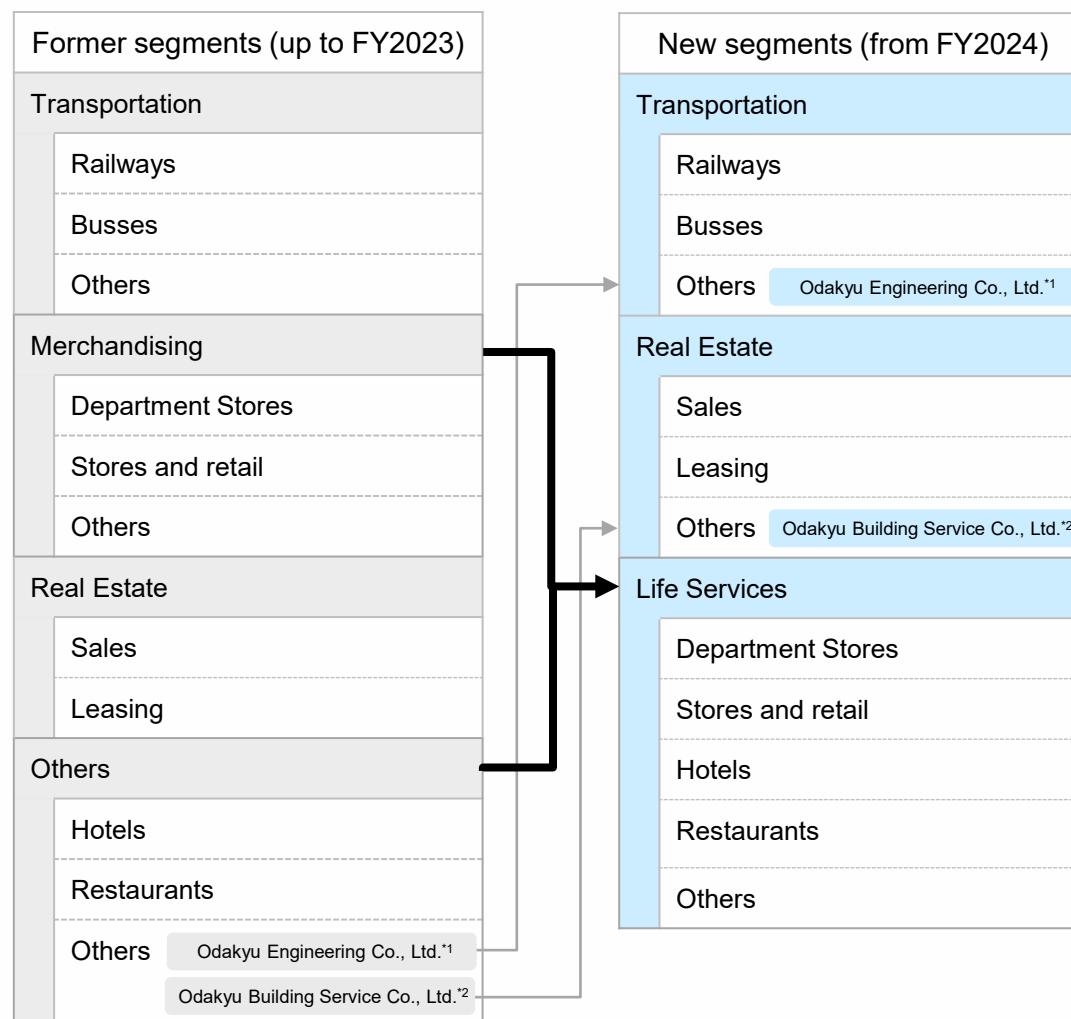 Former segments (up to FY2023)
Transportation
Railways
Busses
Others
Merchandising
Department Stores
Stores and retail
Others
Real Estate
Sales
Leasing
Others
Hotels
Restaurants
Others Odakyu Engineering Co., Ltd.*1
Odakyu Building Service Co., Ltd.*2
New segments (from FY2024)
Transportation
Railways
Busses
Others Odakyu Engineering Co., Ltd.*1
Real Estate
Sales
Leasing
Others Odakyu Building Service Co., Ltd.*2
Life Services
Department Stores
Stores and retail
Hotels
Restaurants
Others